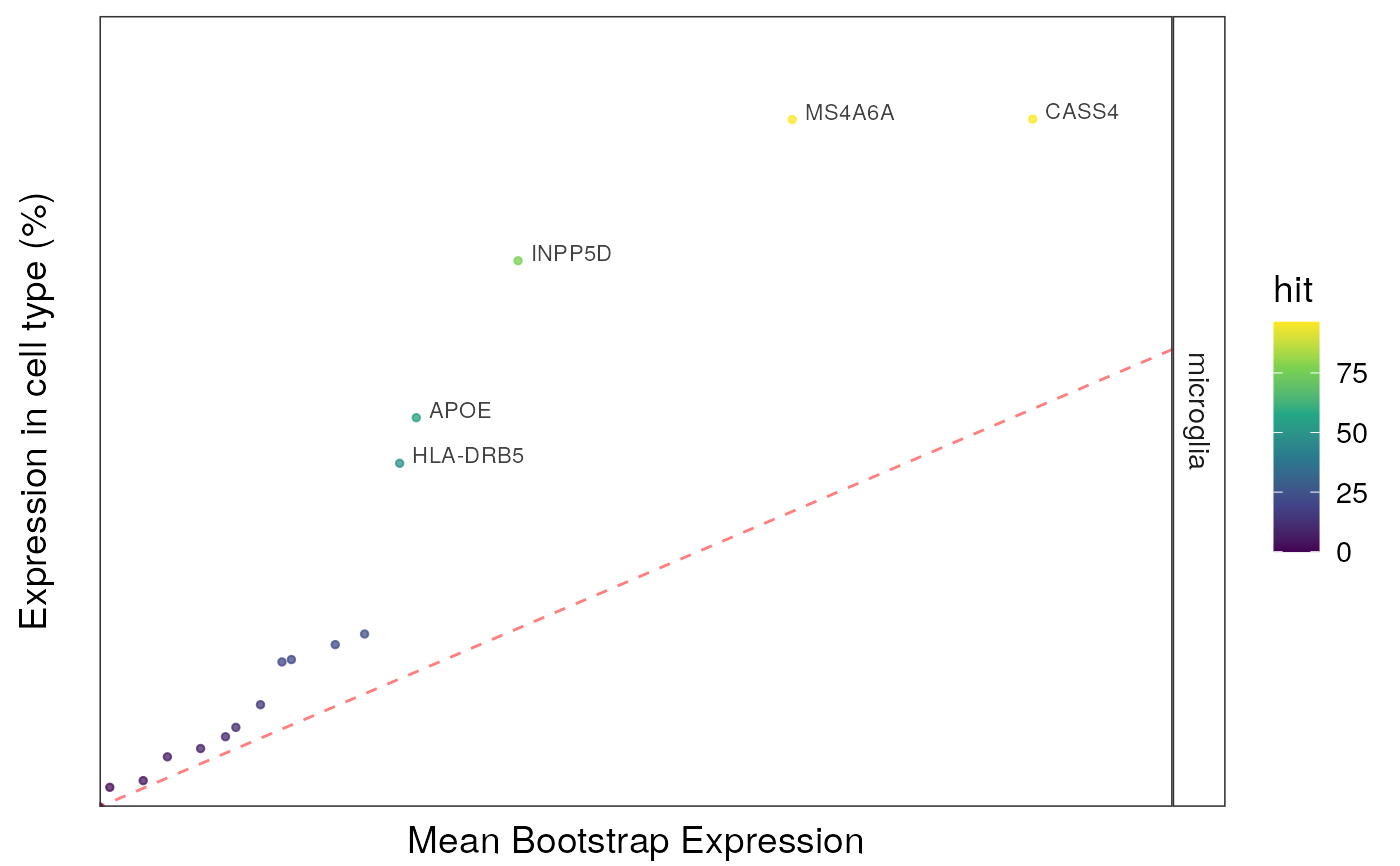 MS4A6A
CASS4
INPP5D
APOE
HLA-DRB5
Expression in cell type (%)
Mean Bootstrap Expression
microglia
hit
75
50
25
0